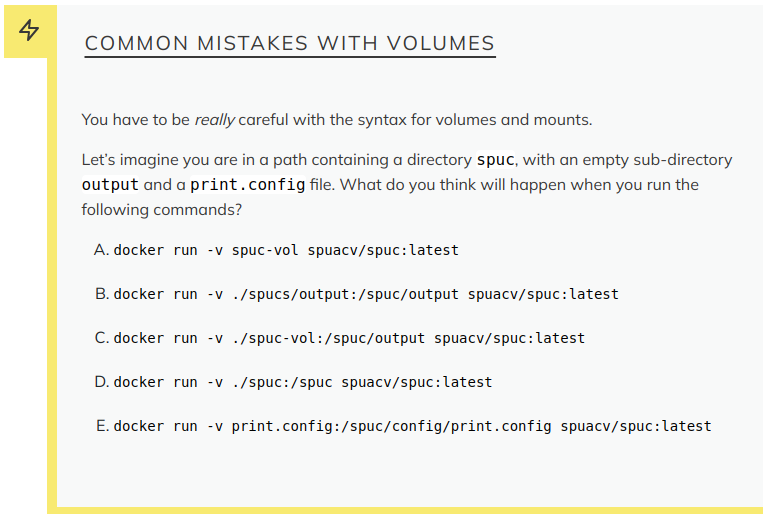 COMMON MISTAKES WITH VOLUMES
You have to be really careful with the syntax for volumes and mounts.
Let’s imagine you are in a path containing a directory spuc, with an empty sub-directory
output and a print.config file. What do you think will happen when you run the
following commands?
A. docker run -v spuc-vol spuacv/spuc:latest
B. docker run -v ./spucs/output:/spuc/output spuacv/spuc:latest
C. docker run -v ./spuc-vol:/spuc/output spuacv/spuc:latest
D. docker run -v ./spuc:/spuc spuacv/spuc:latest
E. docker run -v print.config:/spuc/config/print.config spuacv/spuc:latest